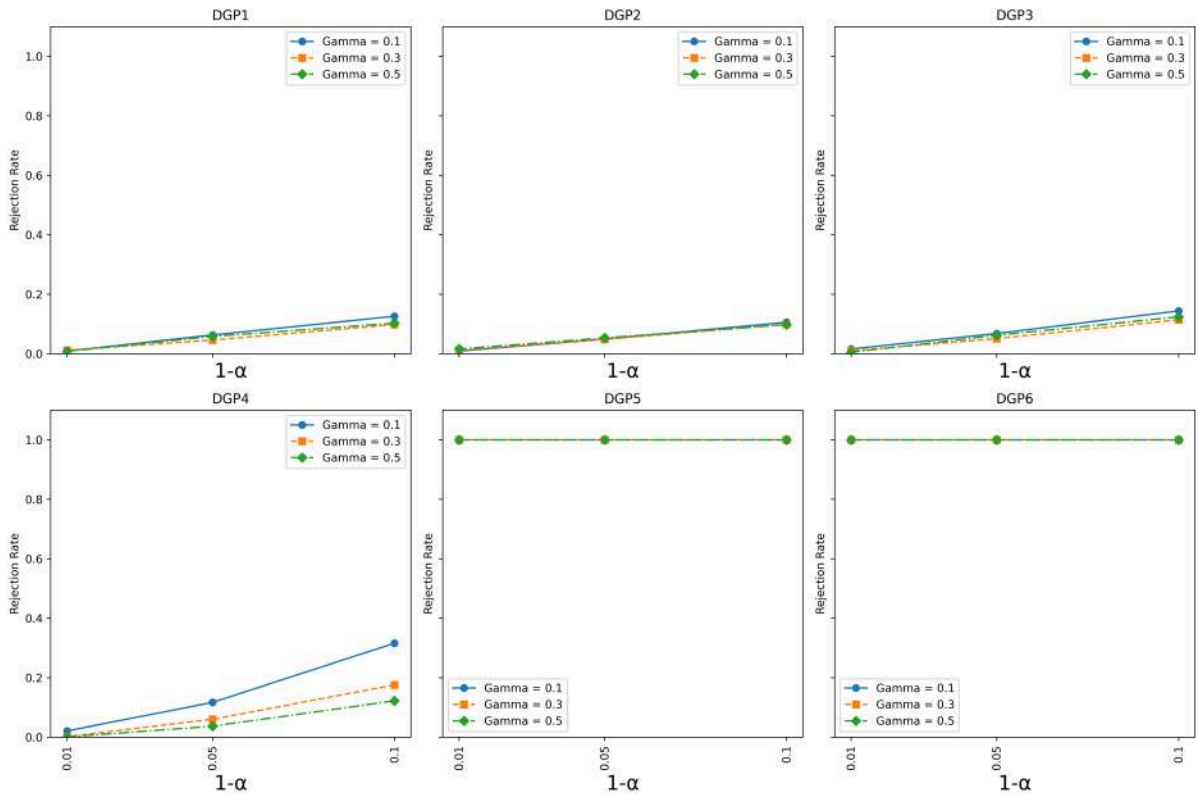 DGP1
1.0
0.8
0.6
0.4
0.2
0.0
Rejection Rate
Gamma = 0.1
Gamma = 0.3
Gamma = 0.5
1-α
DGP2
Rejection Rate
Gamma = 0.1
Gamma = 0.3
Gamma = 0.5
1-α
DGP3
Rejection Rate
Gamma = 0.1
Gamma = 0.3
Gamma = 0.5
1-α
DGP4
1.0
0.8
0.6
0.4
0.2
0.0
Rejection Rate
Gamma = 0.1
Gamma = 0.3
Gamma = 0.5
0.01
0.05
0.1
1-α
DGP5
Rejection Rate
Gamma = 0.1
Gamma = 0.3
Gamma = 0.5
0.01
0.05
0.1
1-α
DGP6
Rejection Rate
Gamma = 0.1
Gamma = 0.3
Gamma = 0.5
0.01
0.05
0.1
1-α